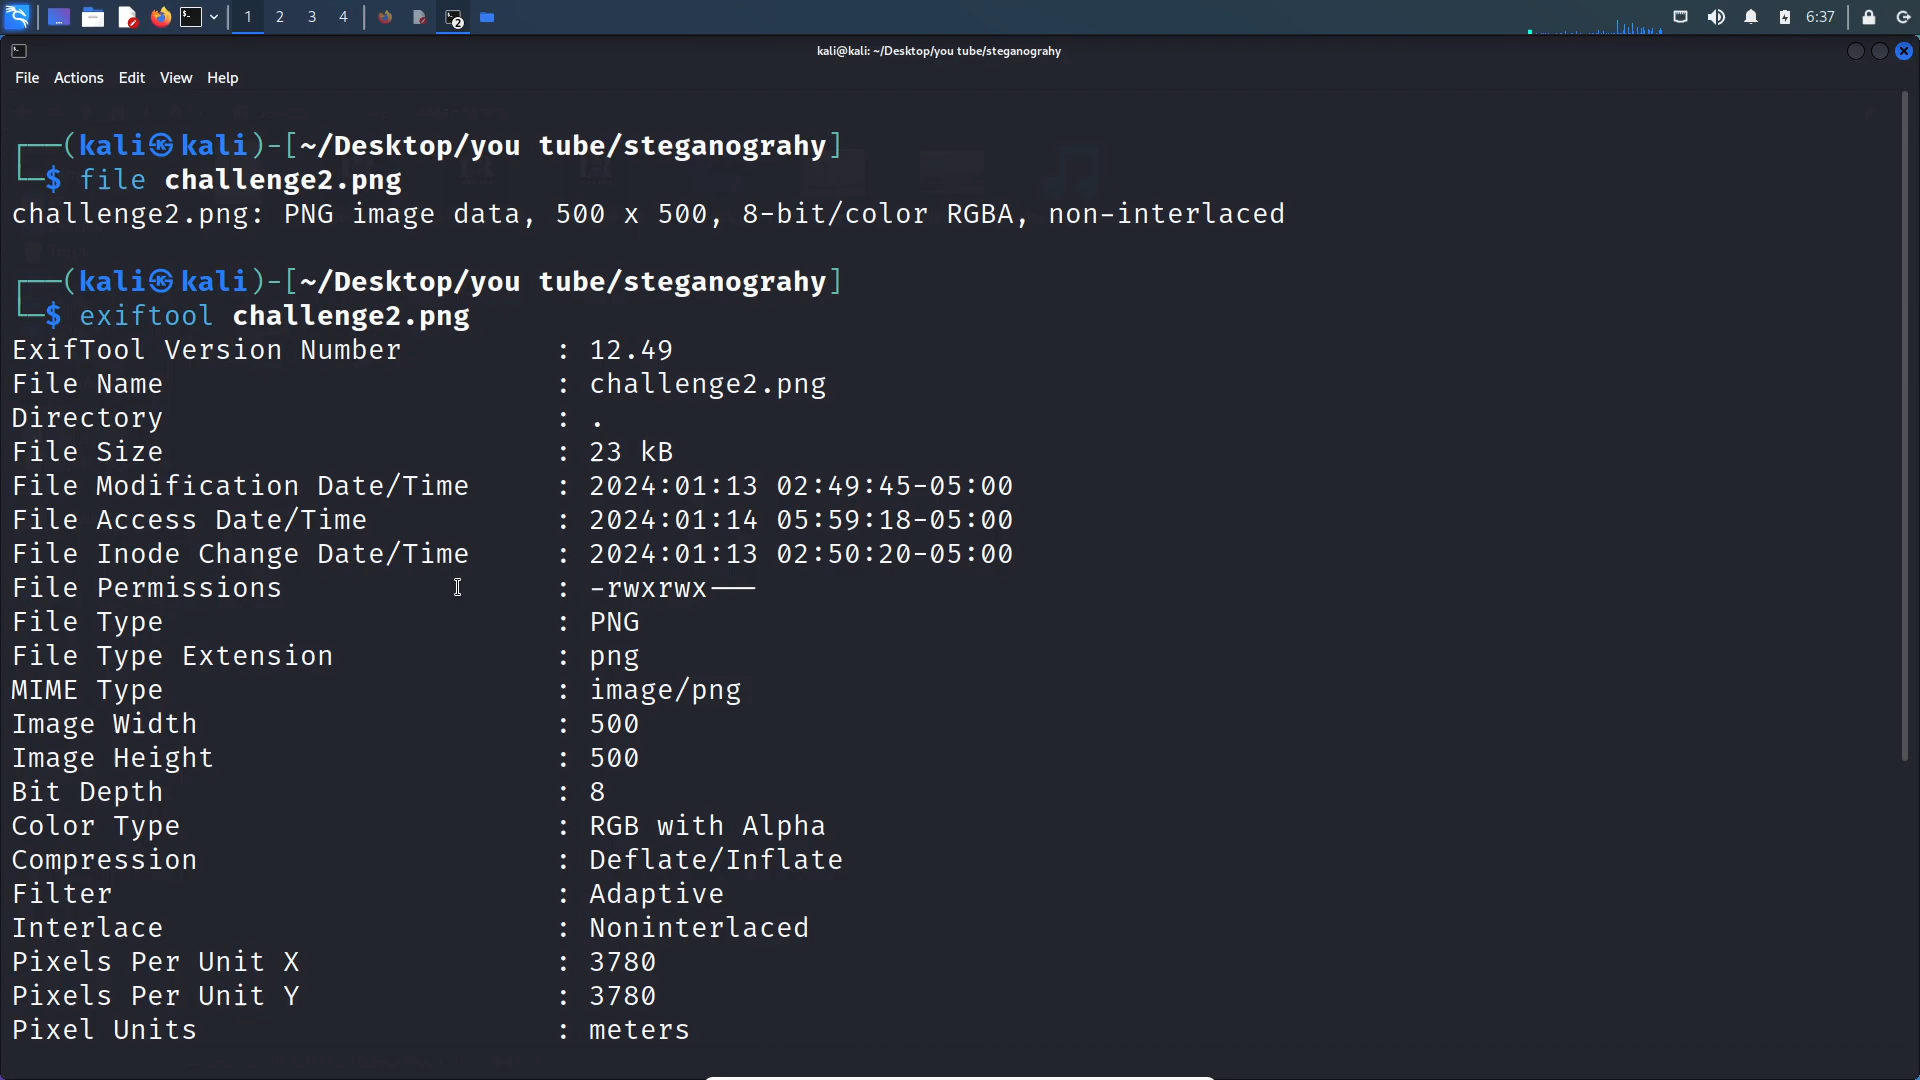 1 2 3 4 2 6:37
kali@kali: ~/Desktop/you tube/steganograhy
File Actions Edit View Help
┌──(kali㉿kali)-[~/Desktop/you tube/steganograhy]
└─$ file challenge2.png
challenge2.png: PNG image data, 500 x 500, 8-bit/color RGBA, non-interlaced
┌──(kali㉿kali)-[~/Desktop/you tube/steganograhy]
└─$ exiftool challenge2.png
ExifTool Version Number : 12.49
File Name : challenge2.png
Directory : .
File Size : 23 kB
File Modification Date/Time : 2024:01:13 02:49:45-05:00
File Access Date/Time : 2024:01:14 05:59:18-05:00
File Inode Change Date/Time : 2024:01:13 02:50:20-05:00
File Permissions : -rwxrwx---
File Type : PNG
File Type Extension : png
MIME Type : image/png
Image Width : 500
Image Height : 500
Bit Depth : 8
Color Type : RGB with Alpha
Compression : Deflate/Inflate
Filter : Adaptive
Interlace : Noninterlaced
Pixels Per Unit X : 3780
Pixels Per Unit Y : 3780
Pixel Units : meters